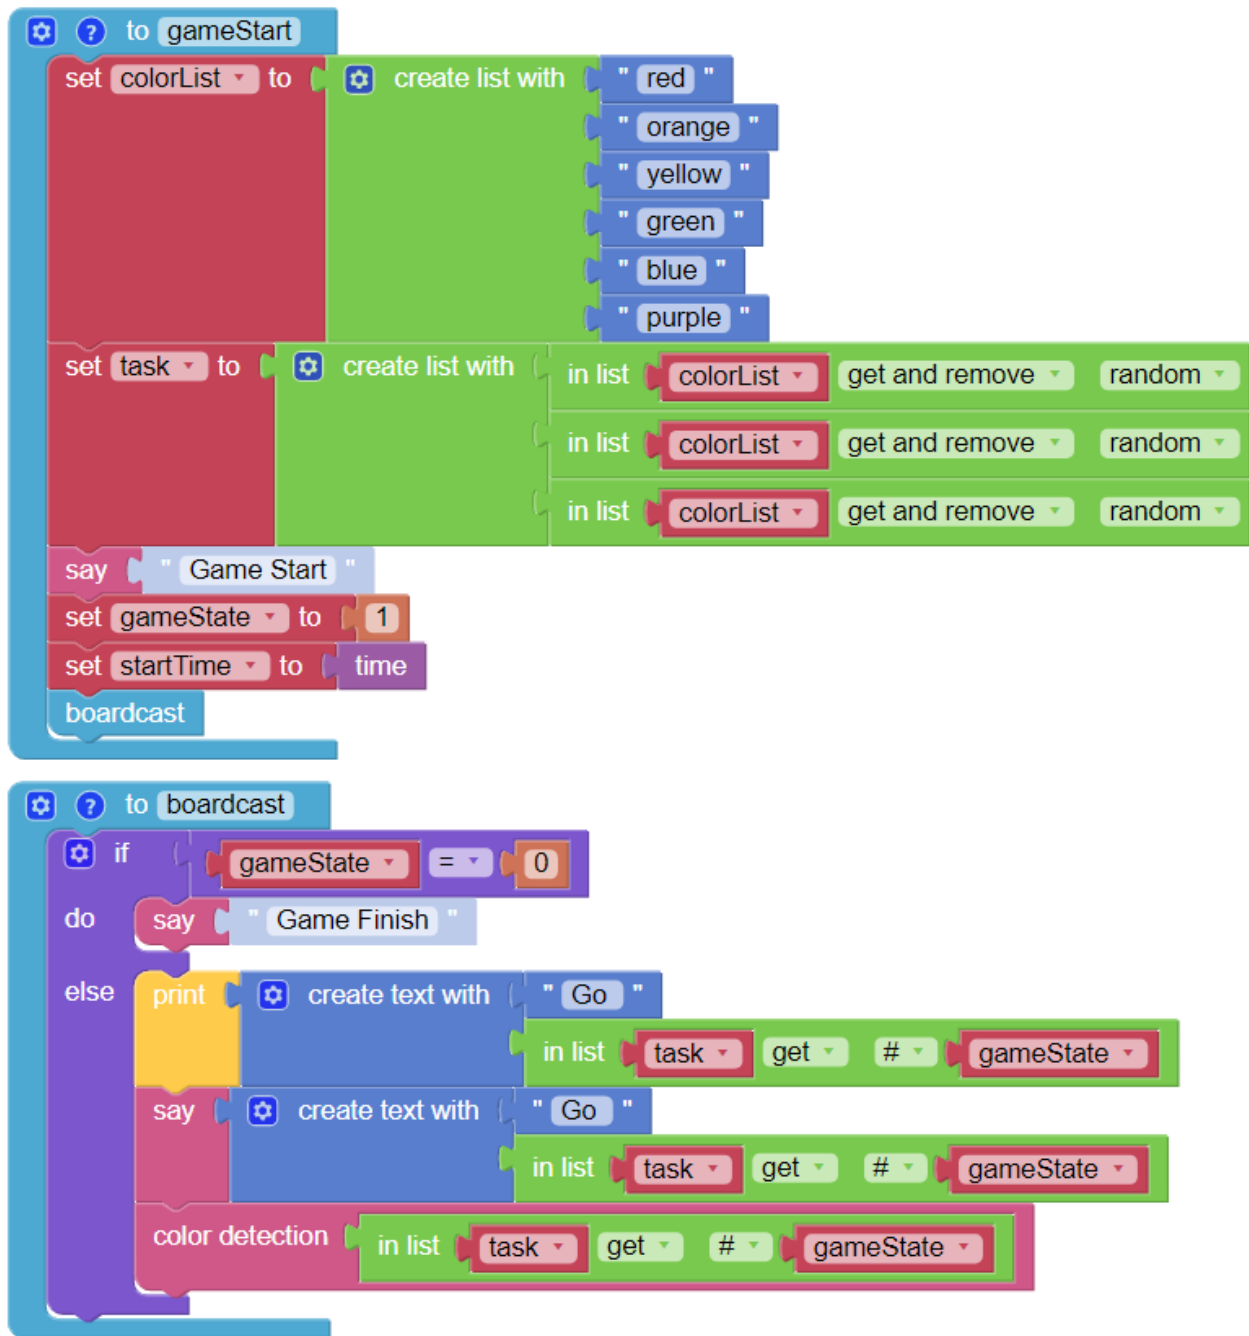 to gameStart
set colorList to create list with " red "
" orange "
" yellow "
" green "
" blue "
" purple "
set task to create list with in list colorList get and remove random
in list colorList get and remove random
in list colorList get and remove random
say " Game Start "
set gameState to 1
set startTime to time
boardcast
? to boardcast
if gameState = 0
do say " Game Finish "
else print create text with " Go "
in list task get # gameState
say create text with " Go "
in list task get # gameState
color detection in list task get # gameState